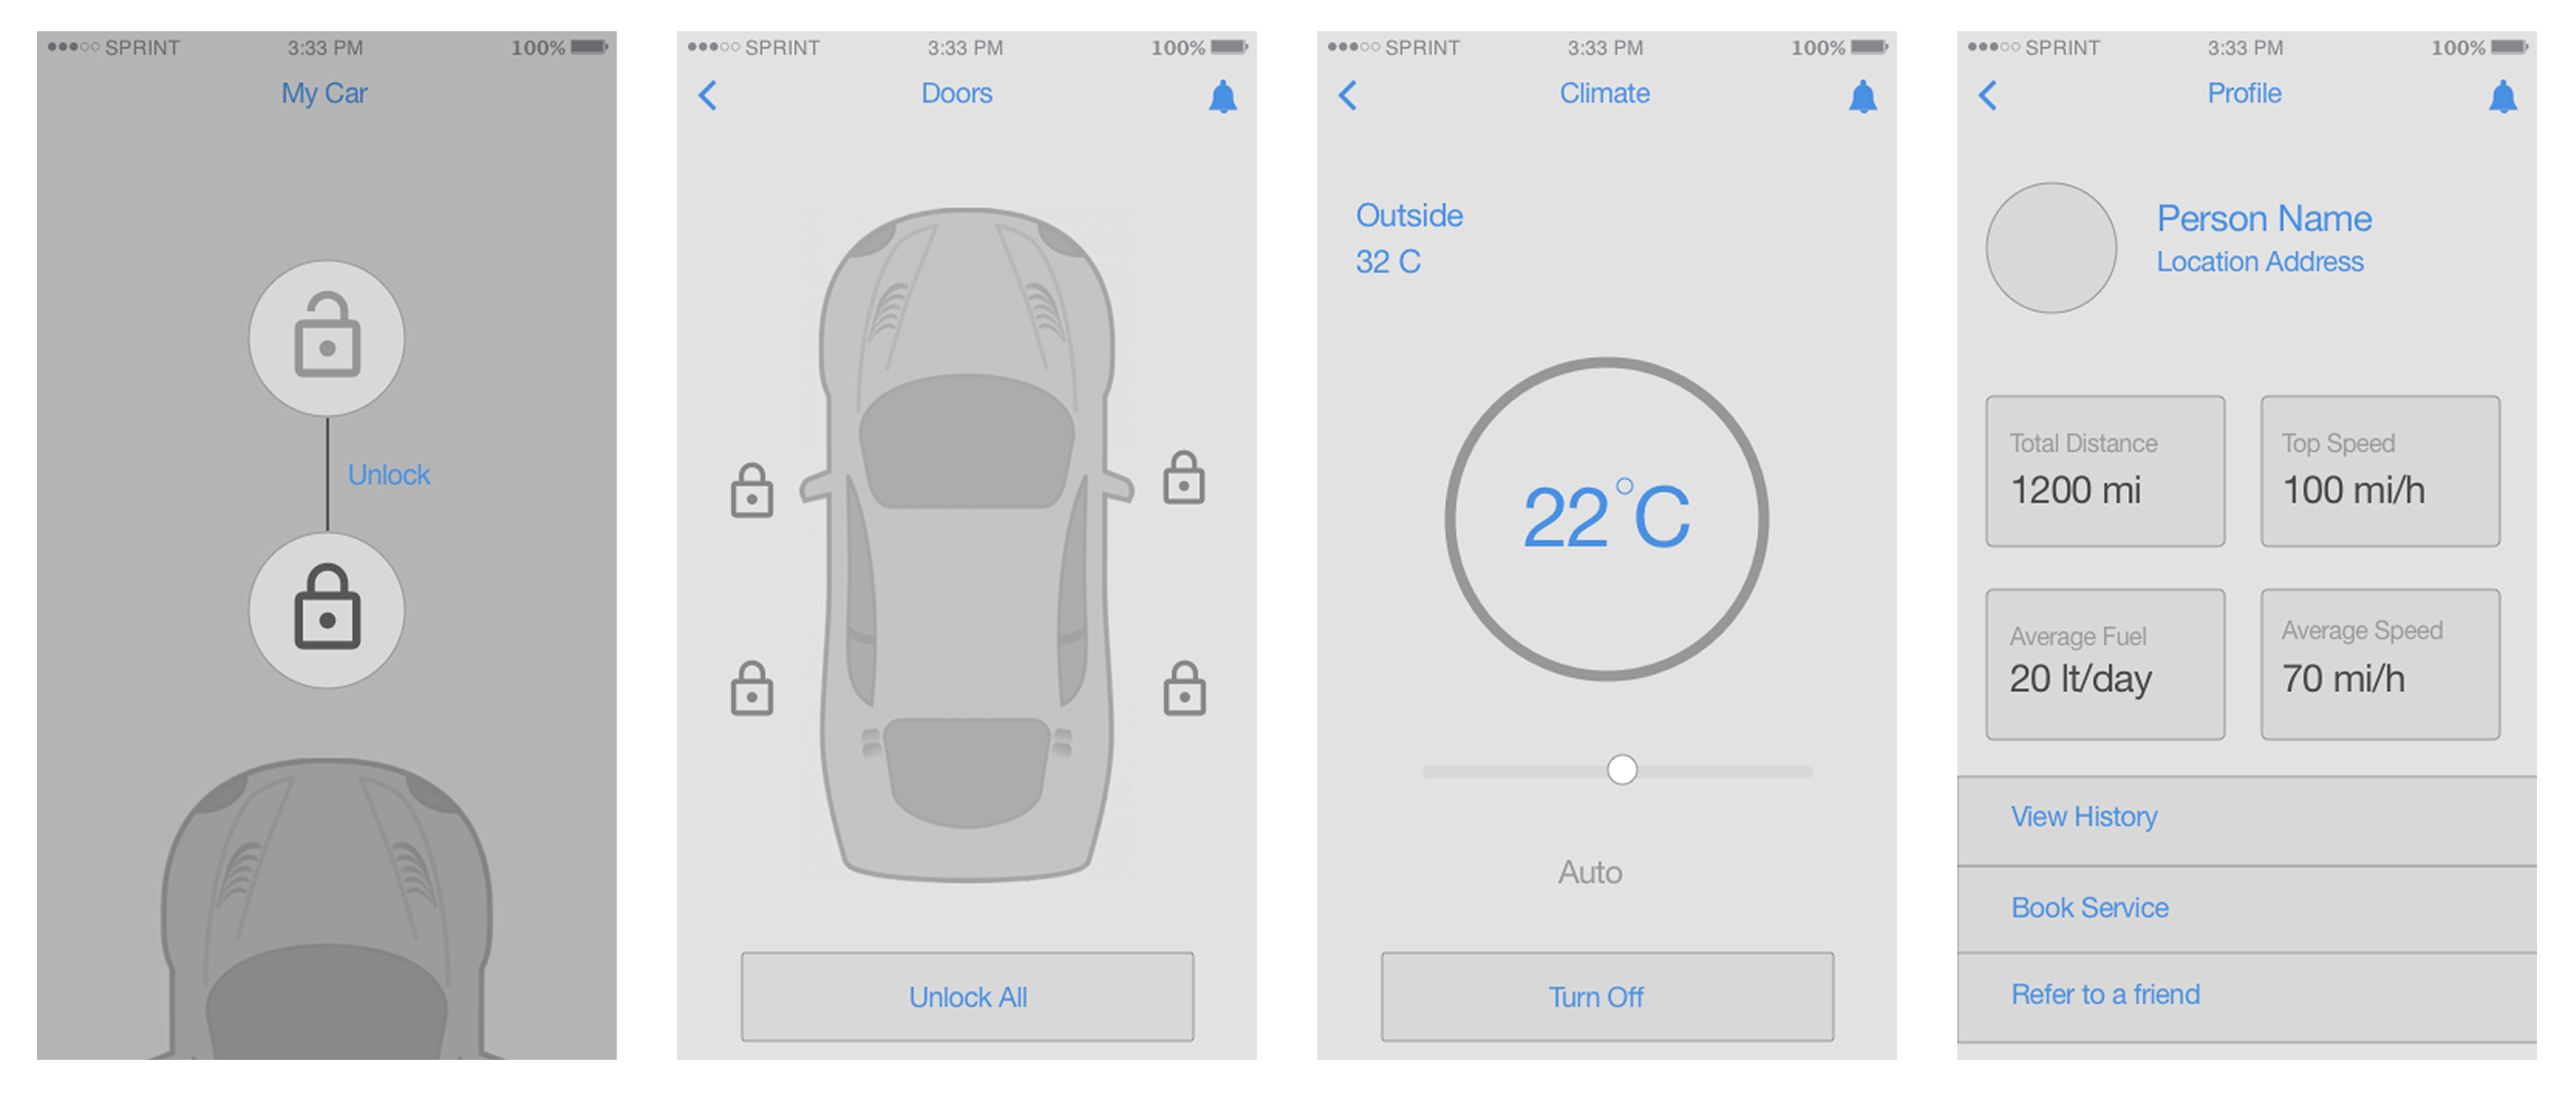 SPRINT 3:33 PM 100%
My Car
Unlock
SPRINT 3:33 PM 100%
Doors
Unlock All
SPRINT 3:33 PM 100%
Climate
Outside
32 C
22°C
Auto
Turn Off
SPRINT 3:33 PM 100%
Profile
Person Name
Location Address
Total Distance
1200 mi
Top Speed
100 mi/h
Average Fuel
20 lt/day
Average Speed
70 mi/h
View History
Book Service
Refer to a friend